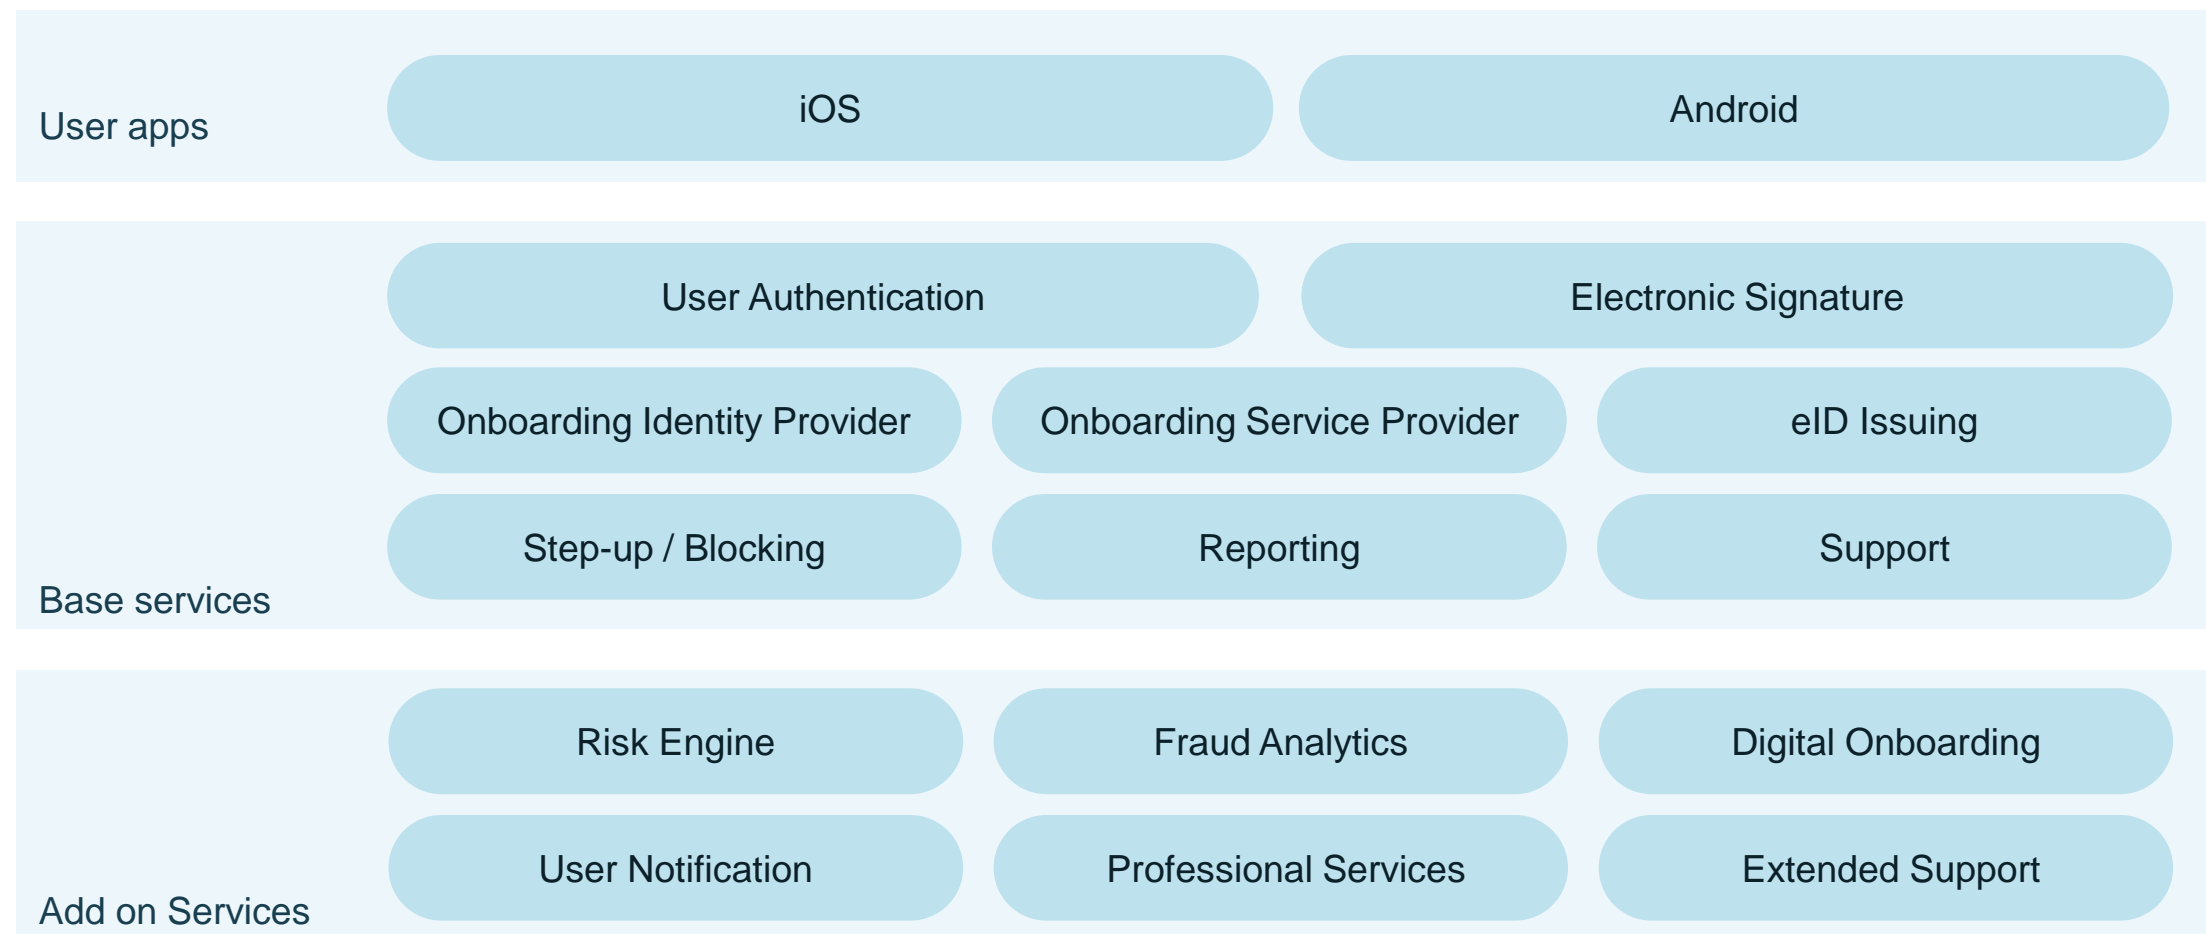 User apps
iOS
Android
Base services
User Authentication
Electronic Signature
Onboarding Identity Provider
Onboarding Service Provider
eID Issuing
Step-up / Blocking
Reporting
Support
Add on Services
Risk Engine
Fraud Analytics
Digital Onboarding
User Notification
Professional Services
Extended Support